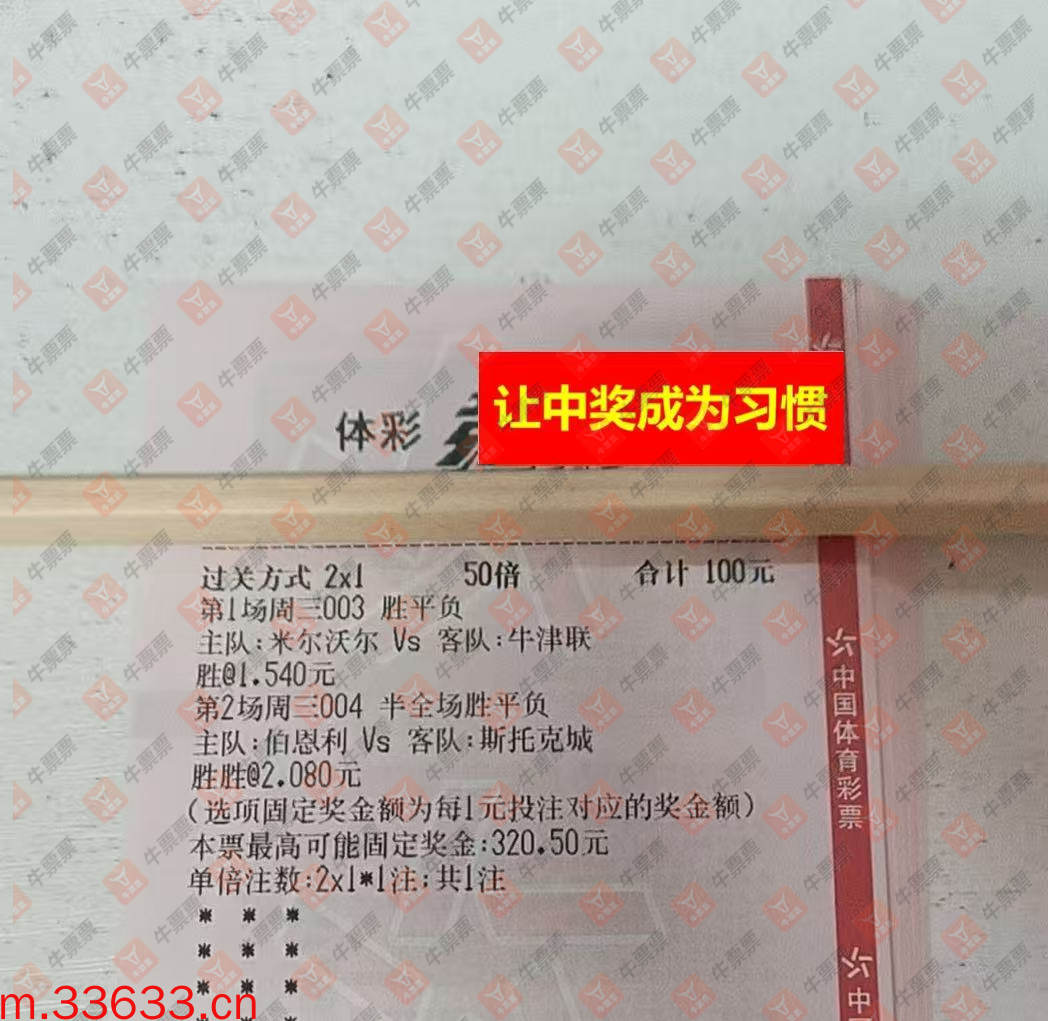 让中奖成为习惯
体彩
过关方式 2x1 50倍 合计 100元
第1场周三003 胜平负
主队:米尔沃尔 Vs 客队:牛津联
胜@1.540元
第2场周三004 半全场胜平负
主队:伯恩利 Vs 客队:斯托克城
胜胜@2.080元
(选项固定奖金额为每1元投注对应的奖金额)
本票最高可能固定奖金:320.50元
单倍注数:2x1*1注;共1注
* * *
* * *
* * *
中国体育彩票
中
m.33633.cn
牛票票